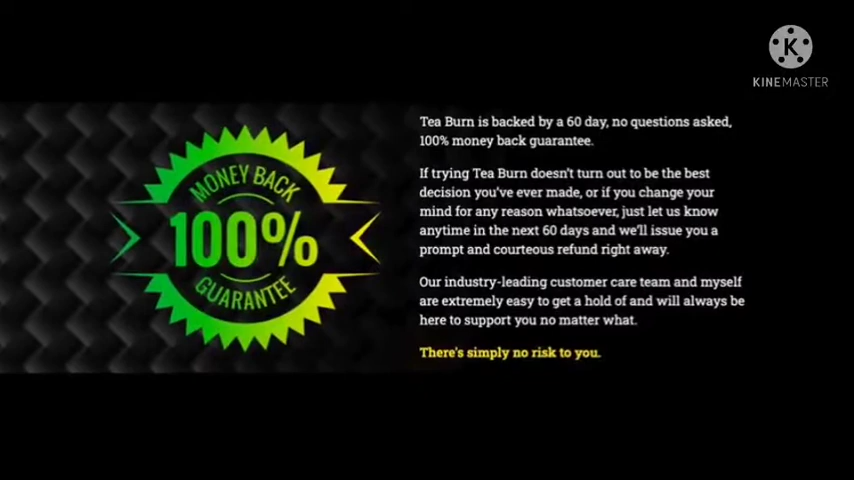 K
KINEMASTER
MONEY BACK
100%
GUARANTEE
Tea Burn is backed by a 60 day, no questions asked,
100% money back guarantee.
If trying Tea Burn doesn't turn out to be the best
decision you've ever made, or if you change your
mind for any reason whatsoever, just let us know
anytime in the next 60 days and we'll issue you a
prompt and courteous refund right away.
Our industry-leading customer care team and myself
are extremely easy to get a hold of and will always be
here to support you no matter what.
There's simply no risk to you.